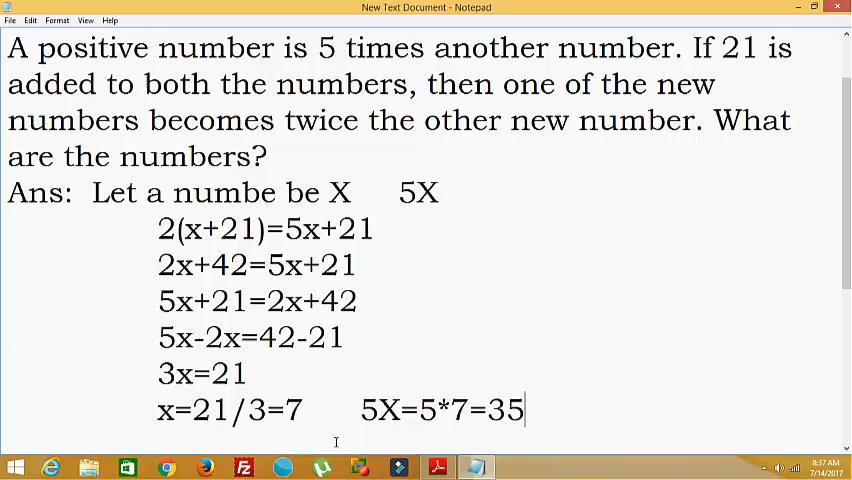 New Text Document - Notepad
File Edit Format View Help
A positive number is 5 times another number. If 21 is
added to both the numbers, then one of the new
numbers becomes twice the other new number. What
are the numbers?
Ans: Let a numbe be X 5X
2(x+21)=5x+21
2x+42=5x+21
5x+21=2x+42
5x-2x=42-21
3x=21
x=21/3=7 5X=5*7=35
8:37 AM
7/14/2017